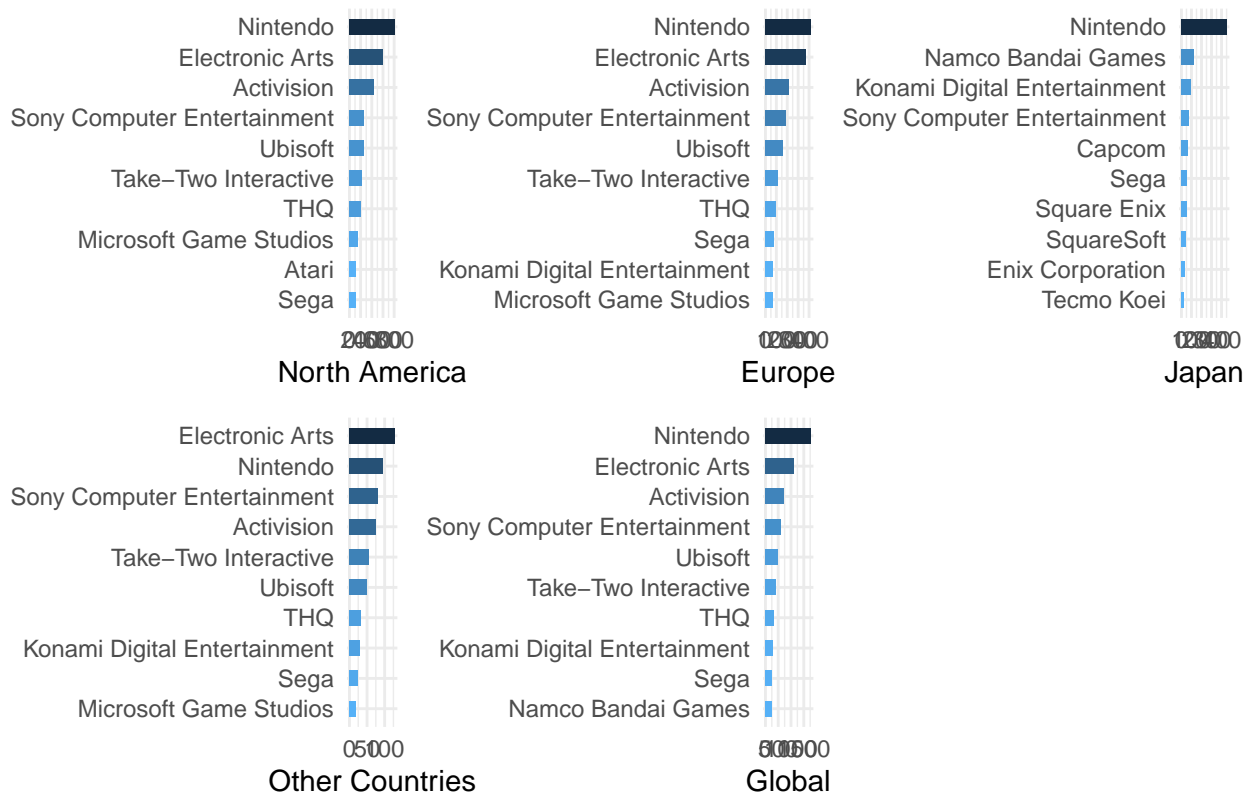 Nintendo
Electronic Arts
Activision
Sony Computer Entertainment
Ubisoft
Take−Two Interactive
THQ
Microsoft Game Studios
Atari
Sega
North America
Nintendo
Electronic Arts
Activision
Sony Computer Entertainment
Ubisoft
Take−Two Interactive
THQ
Sega
Konami Digital Entertainment
Microsoft Game Studios
Europe
Nintendo
Namco Bandai Games
Konami Digital Entertainment
Sony Computer Entertainment
Capcom
Sega
Square Enix
SquareSoft
Enix Corporation
Tecmo Koei
Japan
Electronic Arts
Nintendo
Sony Computer Entertainment
Activision
Take−Two Interactive
Ubisoft
THQ
Konami Digital Entertainment
Sega
Microsoft Game Studios
0 50 100
Other Countries
Nintendo
Electronic Arts
Activision
Sony Computer Entertainment
Ubisoft
Take−Two Interactive
THQ
Konami Digital Entertainment
Sega
Namco Bandai Games
Global